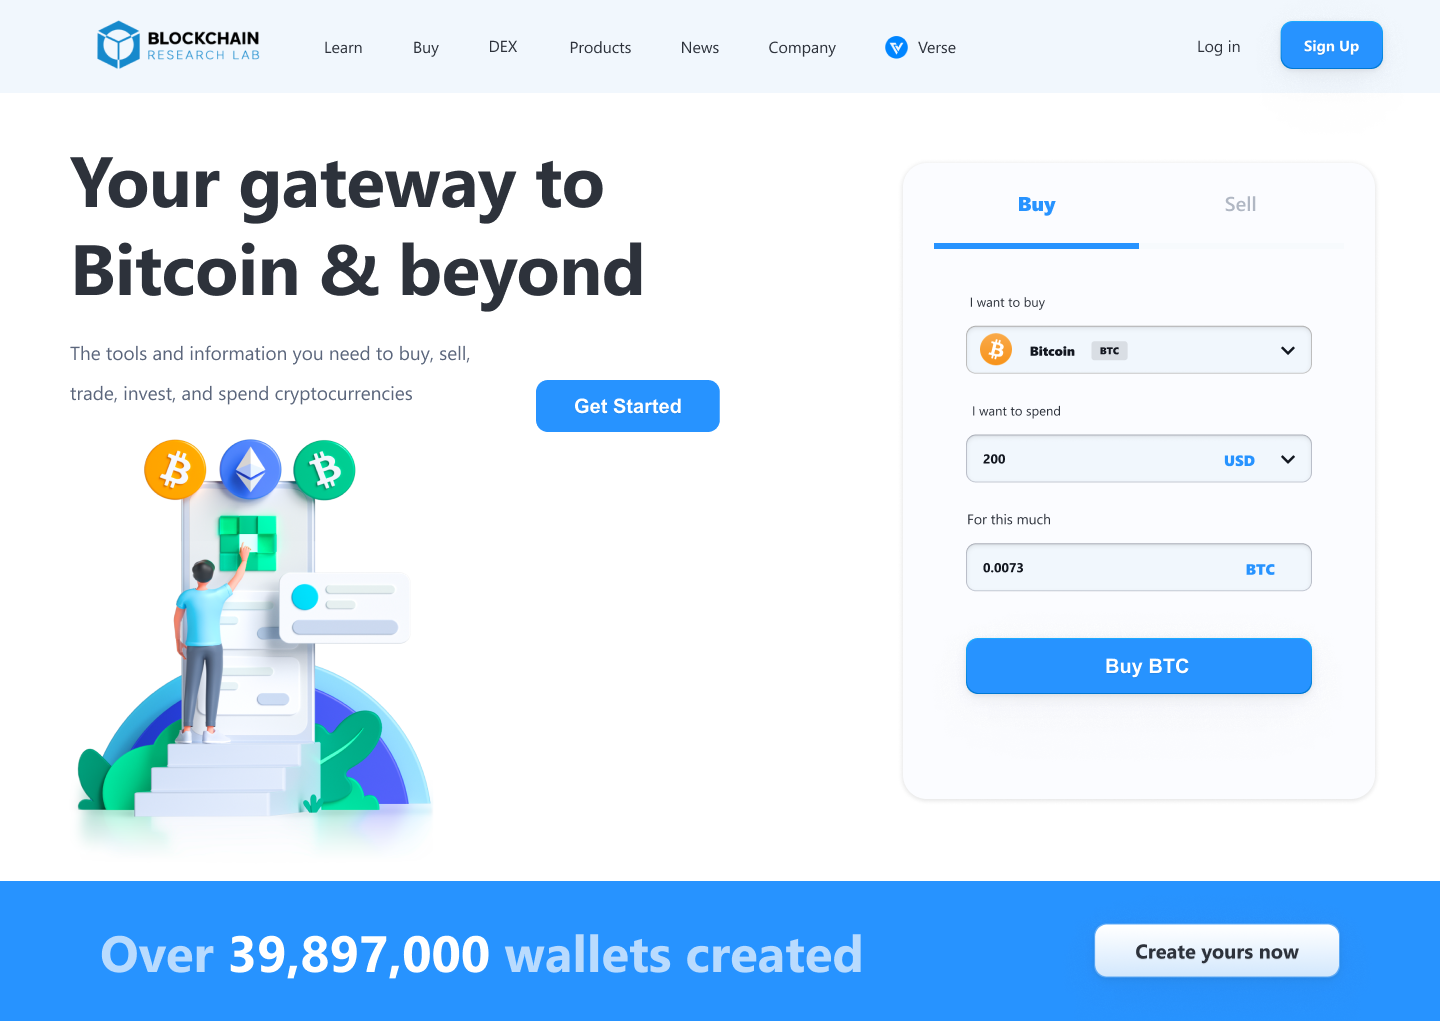 BLOCKCHAIN
RESEARCH LAB
Learn Buy DEX Products News Company Verse Log in Sign Up
Your gateway to
Bitcoin & beyond
The tools and information you need to buy, sell,
trade, invest, and spend cryptocurrencies
Get Started
Buy Sell
I want to buy
Bitcoin BTC
I want to spend
200 USD
For this much
0.0073 BTC
Buy BTC
Over 39,897,000 wallets created
Create yours now